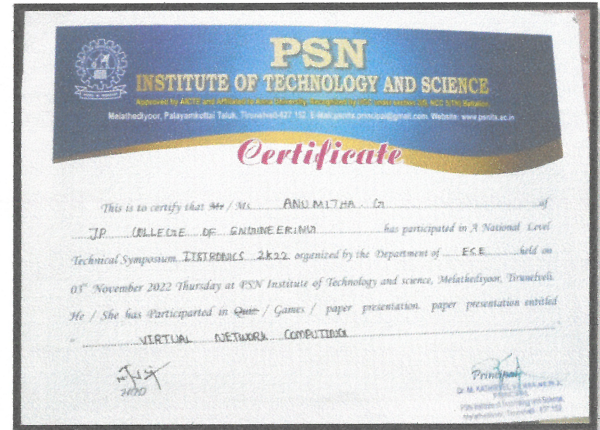 PSN
INSTITUTE OF TECHNOLOGY AND SCIENCE
Melathediyoor, Palayamkottai Taluk, Tirunelveli-627 152. E-Mail:psnits.principal@gmail.com. Website: www.psnits.ac.in
Certificate
This is to certify that Mr / Ms. ANUMITHA. G of
JP COLLEGE OF ENGINEERING has participated in A National Level
Technical Symposium ITSTRONICS 2K22 organized by the Department of ECE held on
03rd November 2022 Thursday at PSN Institute of Technology and science, Melathediyoor, Tirunelveli.
He / She has Participarted in Quiz / Games / paper presentation. paper presentation entitled
" VIRTUAL NETWORK COMPUTING "
HOD
Principal
PRINCIPAL